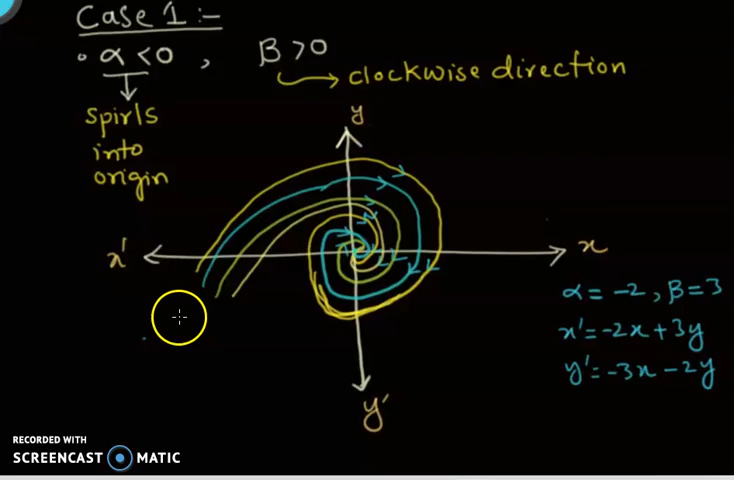 Case 1:-
• α < 0 , β > 0
→ clockwise direction
spirls
into
origin
y
x'
x
α = -2, β = 3
x' = -2x + 3y
y' = -3x - 2y
y'
RECORDED WITH
SCREENCAST MATIC